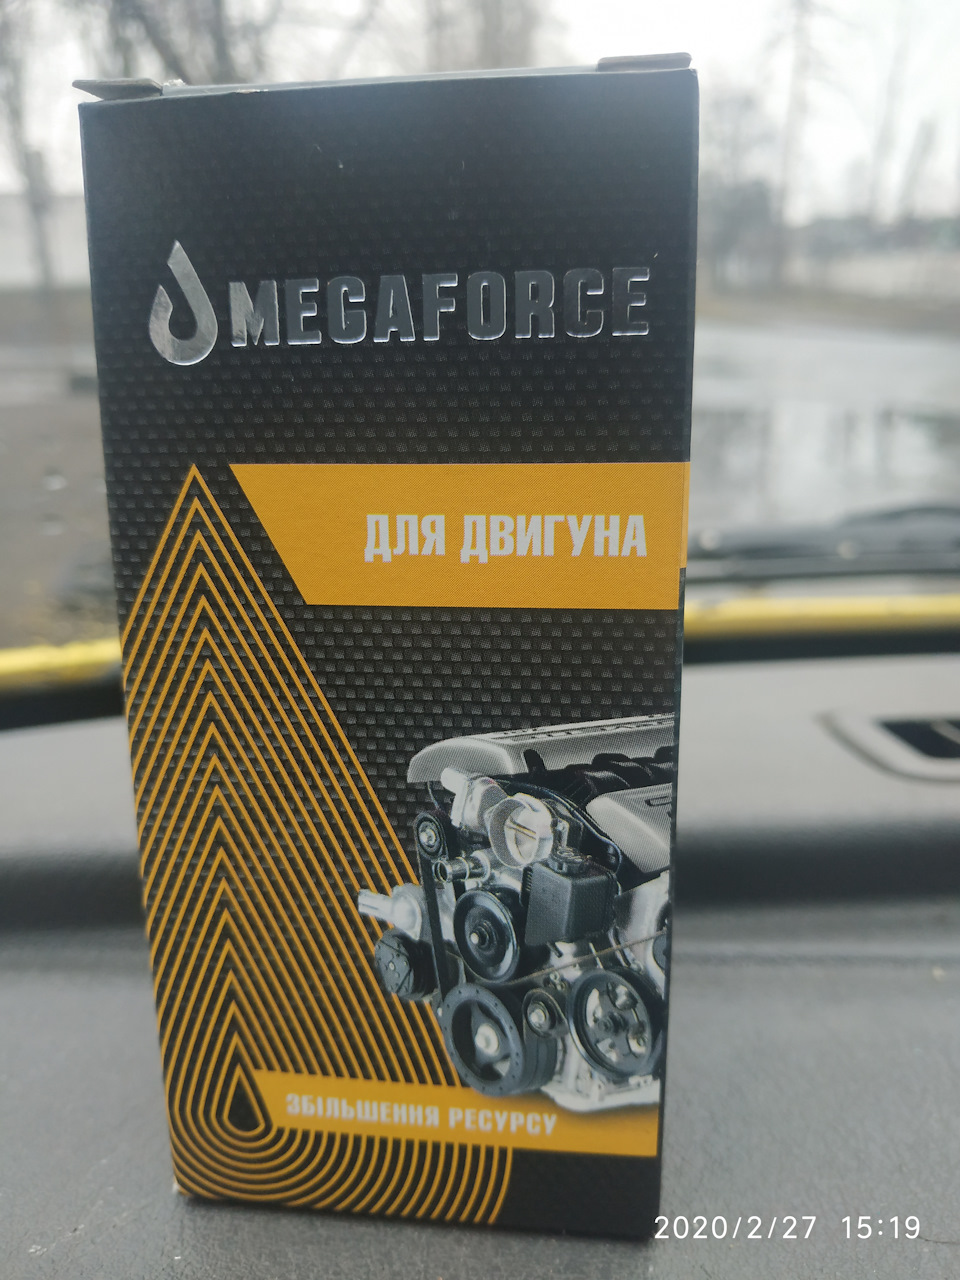 MEGAFORCE
ДЛЯ ДВИГУНА
ЗБІЛЬШЕННЯ РЕСУРСУ
2020/2/27 15:19